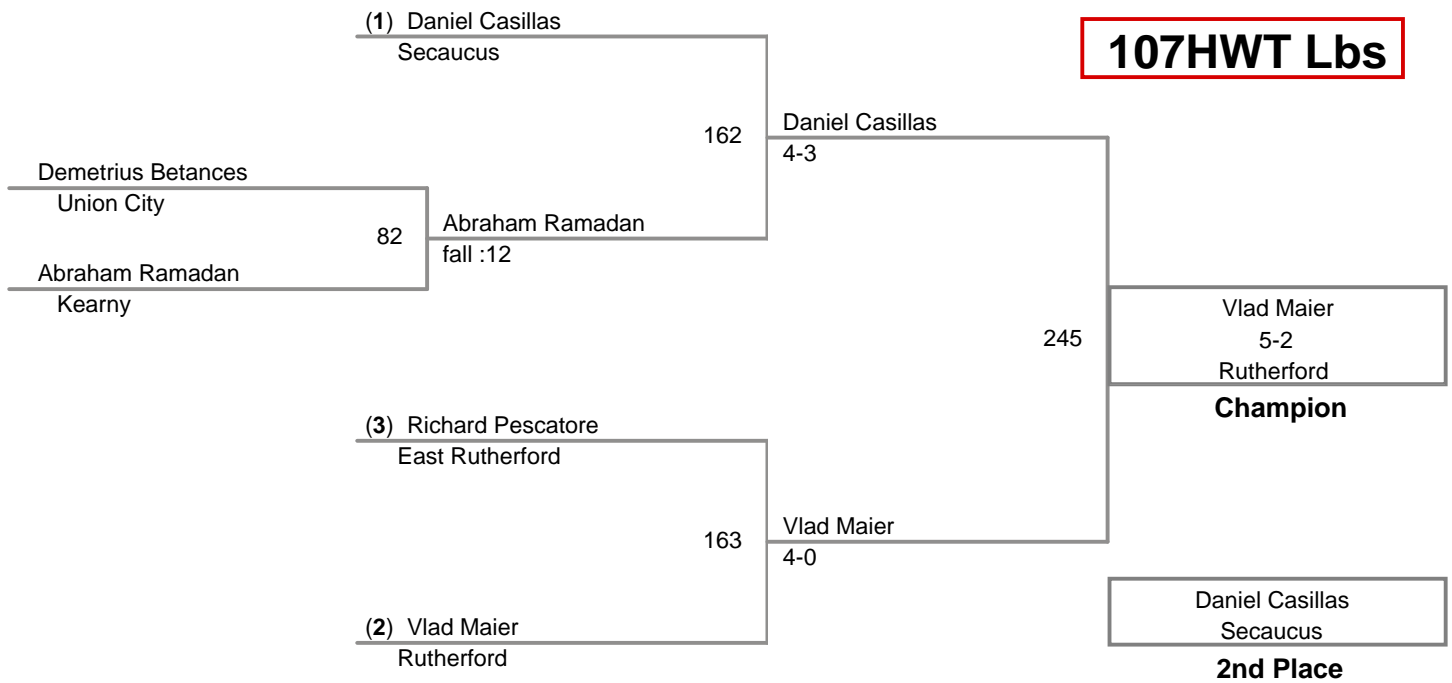 (1) Daniel Casillas
Secaucus
107HWT Lbs
162
Daniel Casillas
4-3
Demetrius Betances
Union City
82
Abraham Ramadan
fall :12
Abraham Ramadan
Kearny
245
Vlad Maier
5-2
Rutherford
Champion
(3) Richard Pescatore
East Rutherford
163
Vlad Maier
4-0
(2) Vlad Maier
Rutherford
Daniel Casillas
Secaucus
2nd Place